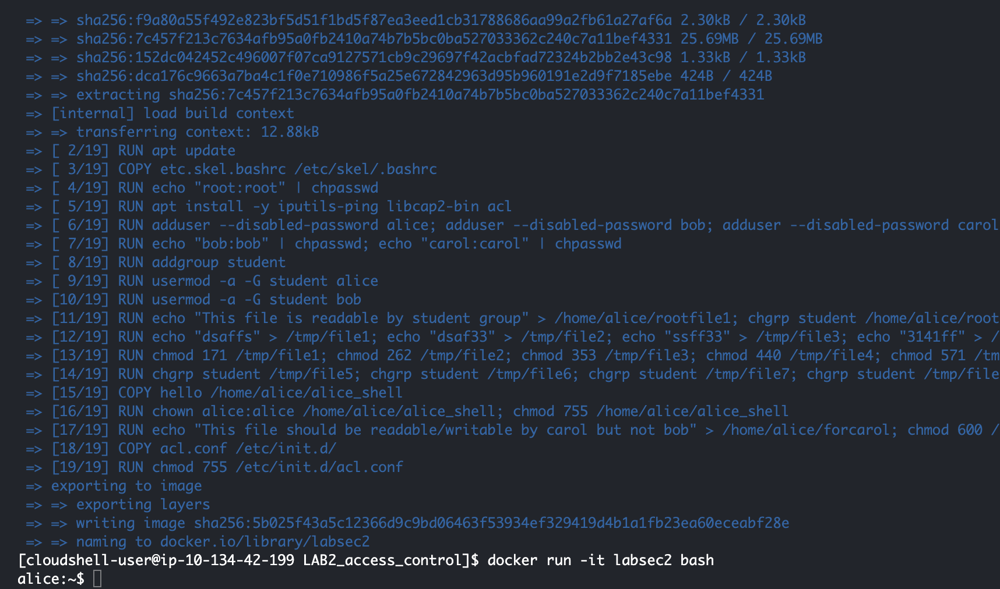 => => sha256:f9a80a55f492e823bf5d51f1bd5f87ea3eed1cb31788686aa99a2fb61a27af6a 2.30kB / 2.30kB
=> => sha256:7c457f213c7634afb95a0fb2410a74b7b5bc0ba527033362c240c7a11bef4331 25.69MB / 25.69MB
=> => sha256:152dc042452c496007f07ca9127571cb9c29697f42acbfad72324b2bb2e43c98 1.33kB / 1.33kB
=> => sha256:dca176c9663a7ba4c1f0e710986f5a25e672842963d95b960191e2d9f7185ebe 424B / 424B
=> => extracting sha256:7c457f213c7634afb95a0fb2410a74b7b5bc0ba527033362c240c7a11bef4331
=> [internal] load build context
=> => transferring context: 12.88kB
=> [ 2/19] RUN apt update
=> [ 3/19] COPY etc.skel.bashrc /etc/skel/.bashrc
=> [ 4/19] RUN echo "root:root" | chpasswd
=> [ 5/19] RUN apt install -y iputils-ping libcap2-bin acl
=> [ 6/19] RUN adduser --disabled-password alice; adduser --disabled-password bob; adduser --disabled-password carol
=> [ 7/19] RUN echo "bob:bob" | chpasswd; echo "carol:carol" | chpasswd
=> [ 8/19] RUN addgroup student
=> [ 9/19] RUN usermod -a -G student alice
=> [10/19] RUN usermod -a -G student bob
=> [11/19] RUN echo "This file is readable by student group" > /home/alice/rootfile1; chgrp student /home/alice/root
=> [12/19] RUN echo "dsaffs" > /tmp/file1; echo "dsaf33" > /tmp/file2; echo "ssff33" > /tmp/file3; echo "3141ff" > /
=> [13/19] RUN chmod 171 /tmp/file1; chmod 262 /tmp/file2; chmod 353 /tmp/file3; chmod 440 /tmp/file4; chmod 571 /tm
=> [14/19] RUN chgrp student /tmp/file5; chgrp student /tmp/file6; chgrp student /tmp/file7; chgrp student /tmp/file
=> [15/19] COPY hello /home/alice/alice_shell
=> [16/19] RUN chown alice:alice /home/alice/alice_shell; chmod 755 /home/alice/alice_shell
=> [17/19] RUN echo "This file should be readable/writable by carol but not bob" > /home/alice/forcarol; chmod 600 /
=> [18/19] COPY acl.conf /etc/init.d/
=> [19/19] RUN chmod 755 /etc/init.d/acl.conf
=> exporting to image
=> => exporting layers
=> => writing image sha256:5b025f43a5c12366d9c9bd06463f53934ef329419d4b1a1fb23ea60eceabf28e
=> => naming to docker.io/library/labsec2
[cloudshell-user@ip-10-134-42-199 LAB2_access_control]$ docker run -it labsec2 bash
alice:~$